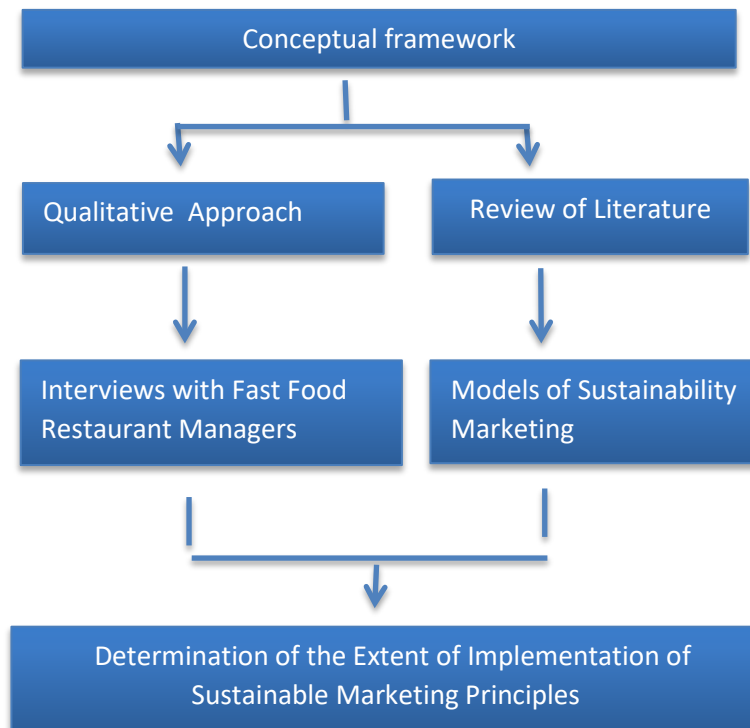 Conceptual framework
Qualitative  Approach
Review of Literature
Interviews with Fast Food
Restaurant Managers
Models of Sustainability
Marketing
Determination of the Extent of Implementation of
Sustainable Marketing Principles